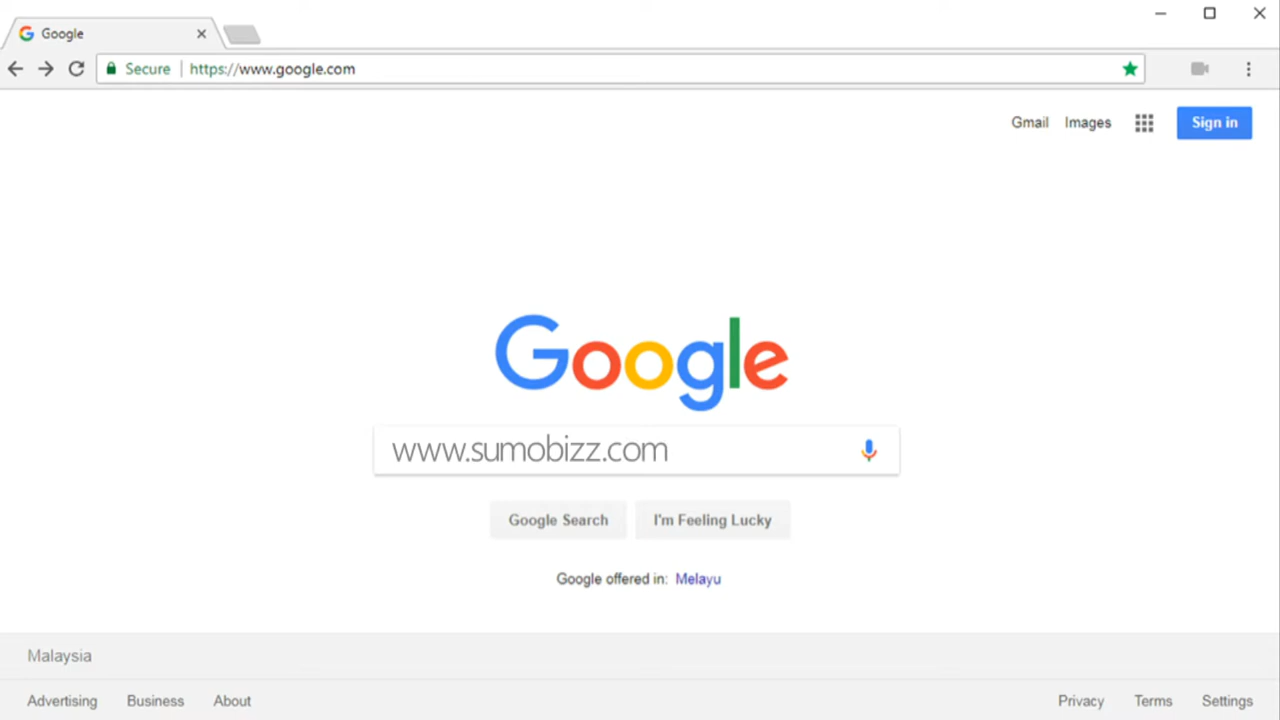 Google
Secure https://www.google.com
Gmail Images Sign in
Google
www.sumobizz.com
Google Search I'm Feeling Lucky
Google offered in: Melayu
Malaysia
Advertising Business About Privacy Terms Settings